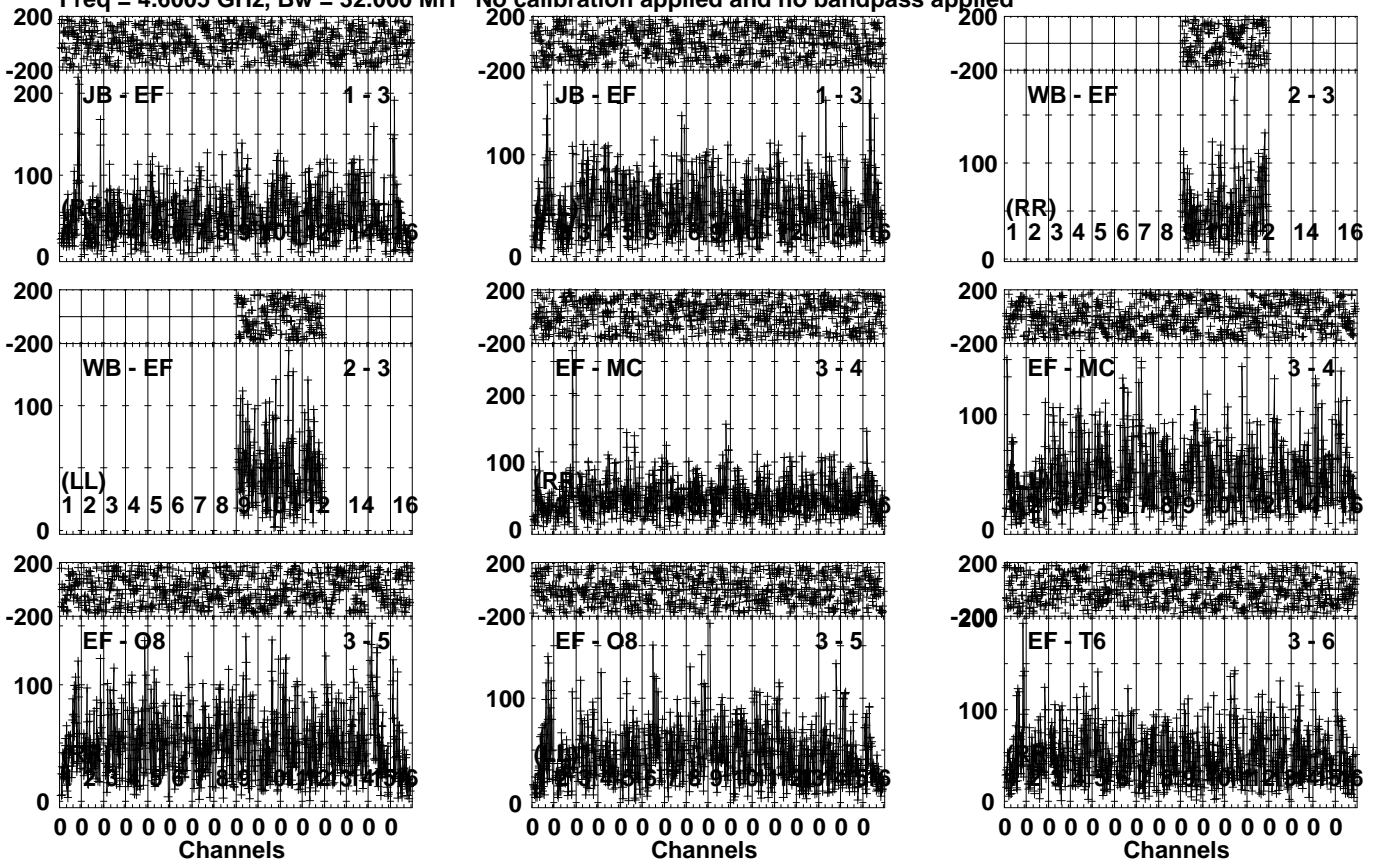 Freq = 4.6005 GHz, Bw = 32.000 MH No calibration applied and no bandpass applied
200 200 200
-200 -200 -200
JB - EF 1 - 3 JB - EF 1 - 3 WB - EF 2 - 3
200
100 100 100
(RR)
1 2 3 4 5 6 7 8 9 10 12 14 16
0 0 0
200 200 200
-200 -200 -200
WB - EF 2 - 3 EF - MC 3 - 4 EF - MC 3 - 4
200
100 100 100
(LL) (RR)
1 2 3 4 5 6 7 8 9 10 12 14 16
0 0 0
200 200 200
-200 -200 -200
200
EF - O8 3 - 5 EF - O8 3 - 5 EF - T6 3 - 6
100 100 100
(RR) (RR)
0 0 0
0 0 0 0 0 0 0 0 0 0 0 0 0 0 0 0 0 0 0 0 0 0 0 0 0 0 0 0 0 0 0 0 0 0 0 0 0 0 0 0 0 0 0 0 0 0 0 0
Channels Channels Channels